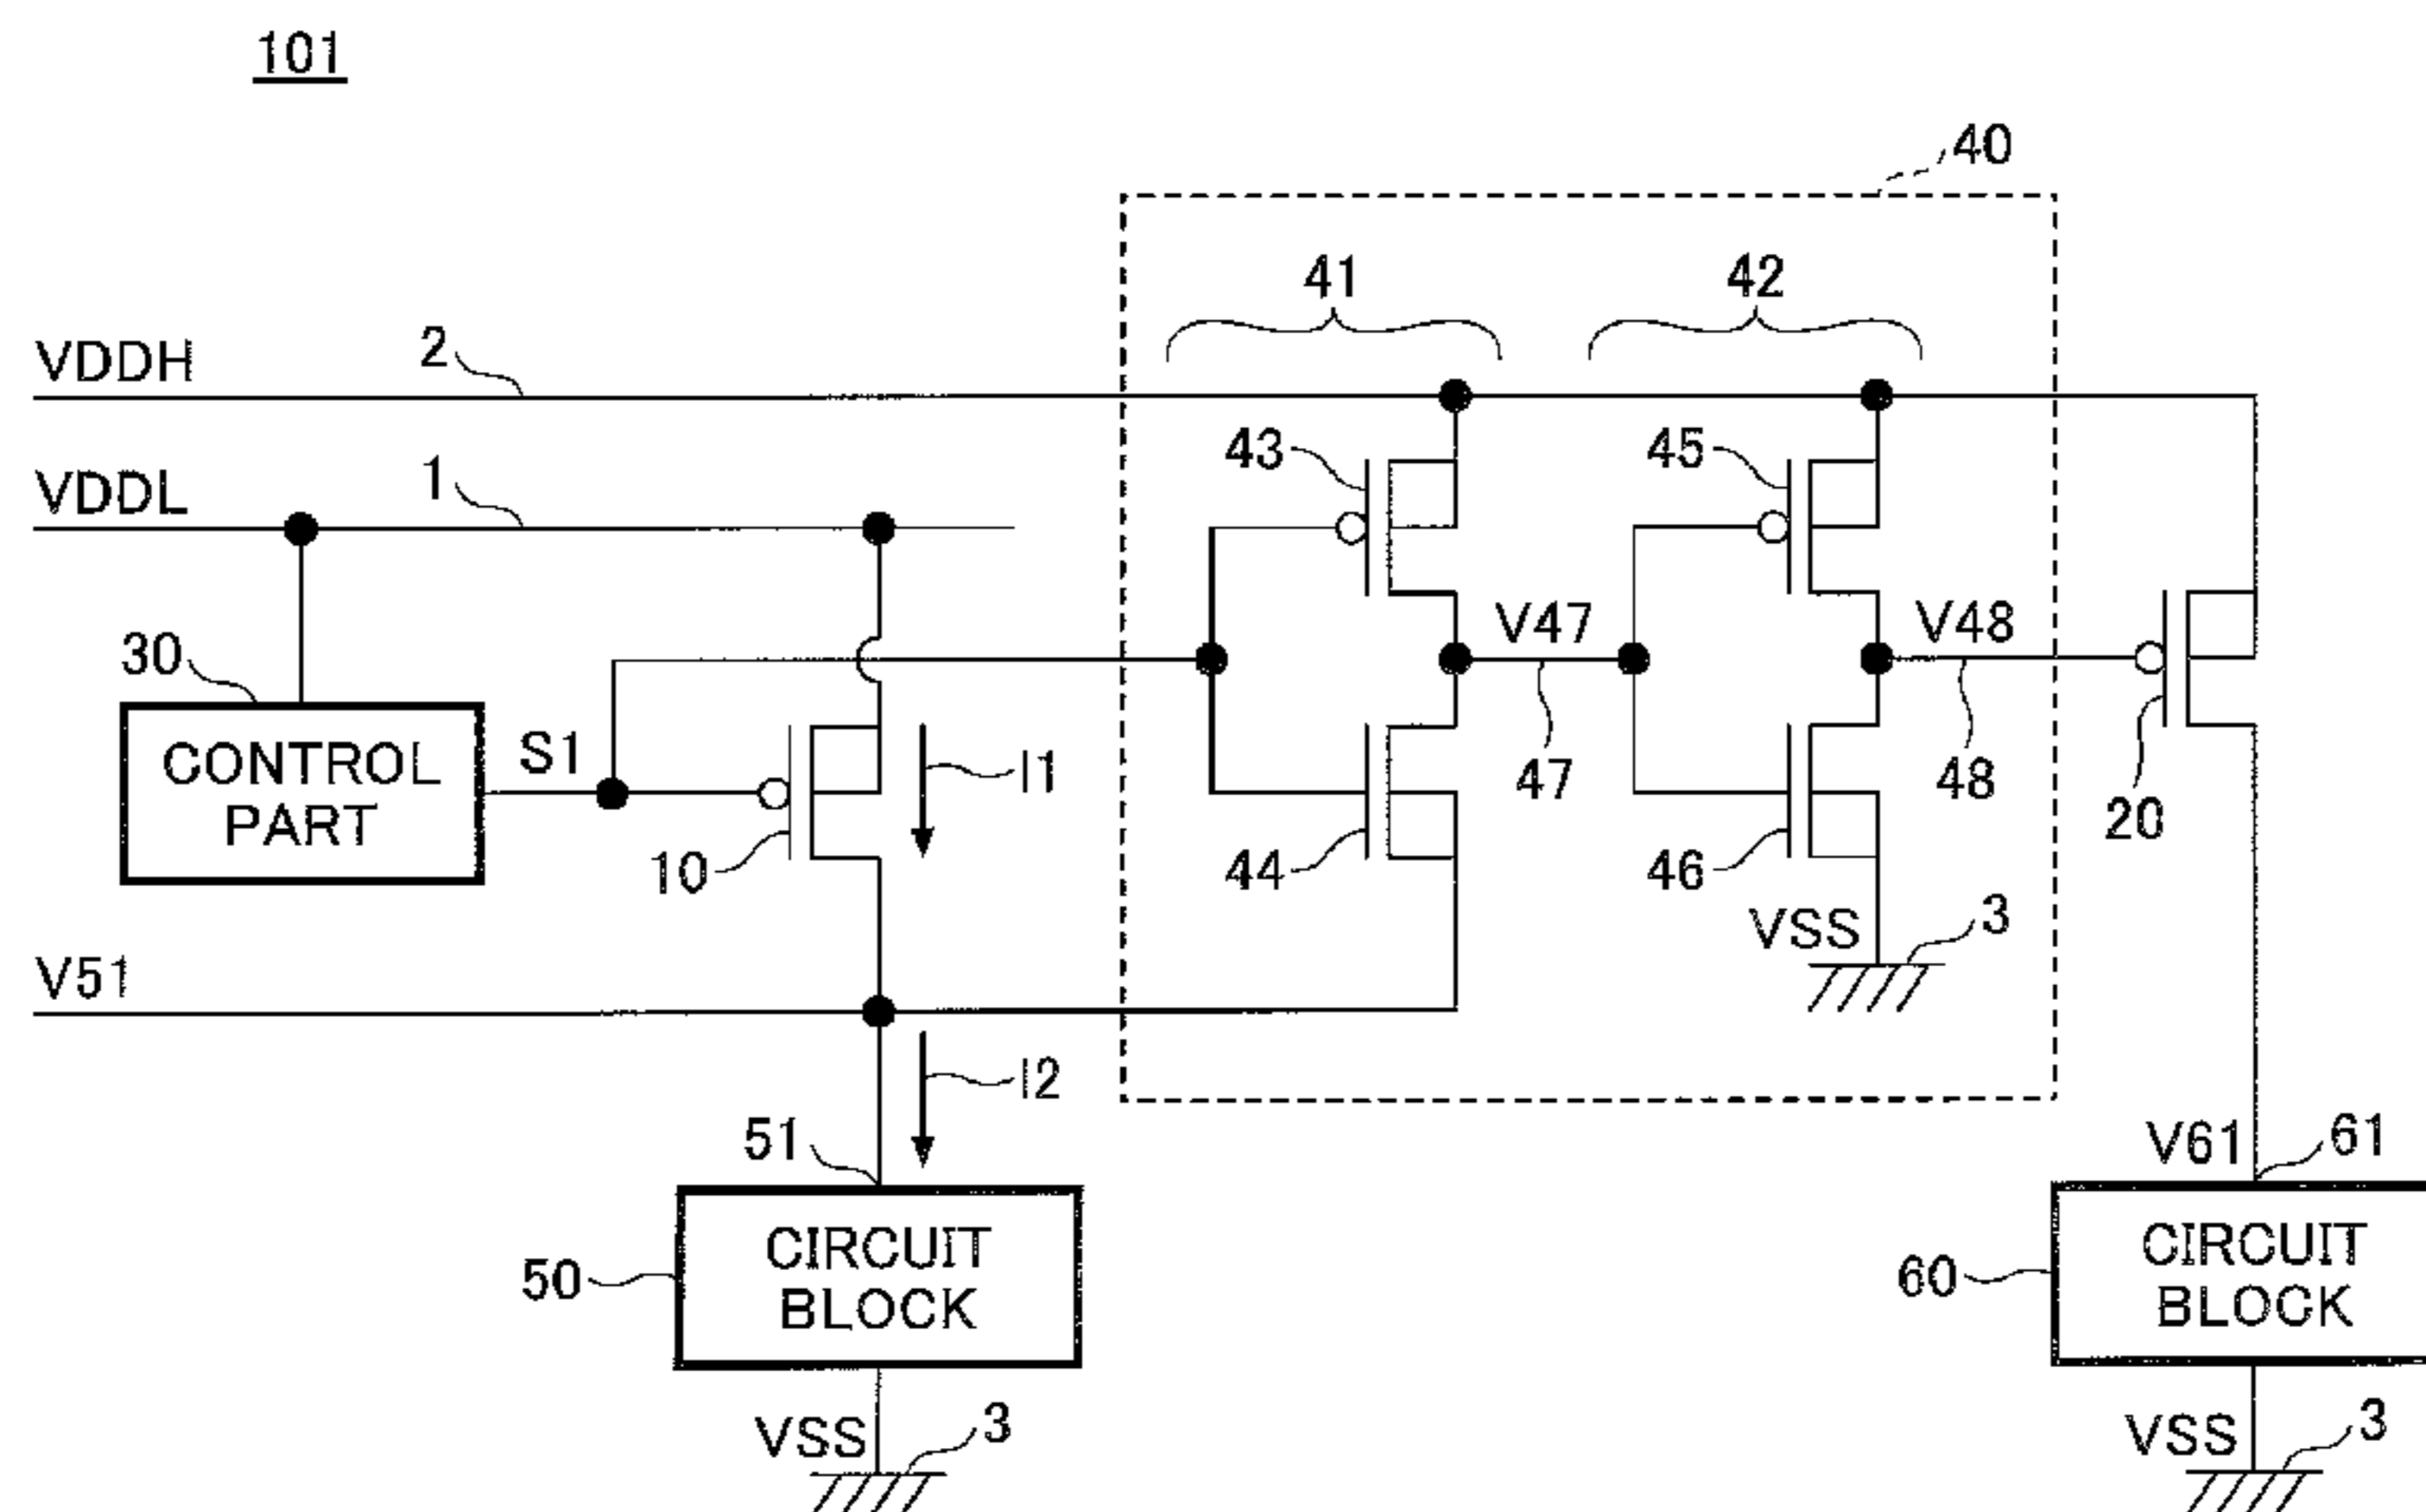 101
40
41
42
VDDH
2
43
45
VDDL
1
V47
V48
30
CONTROL
PART
S1
I1
47
48
10
44
46
20
VSS
3
V51
I2
51
V61
61
50
CIRCUIT
BLOCK
60
CIRCUIT
BLOCK
VSS
3
VSS
3